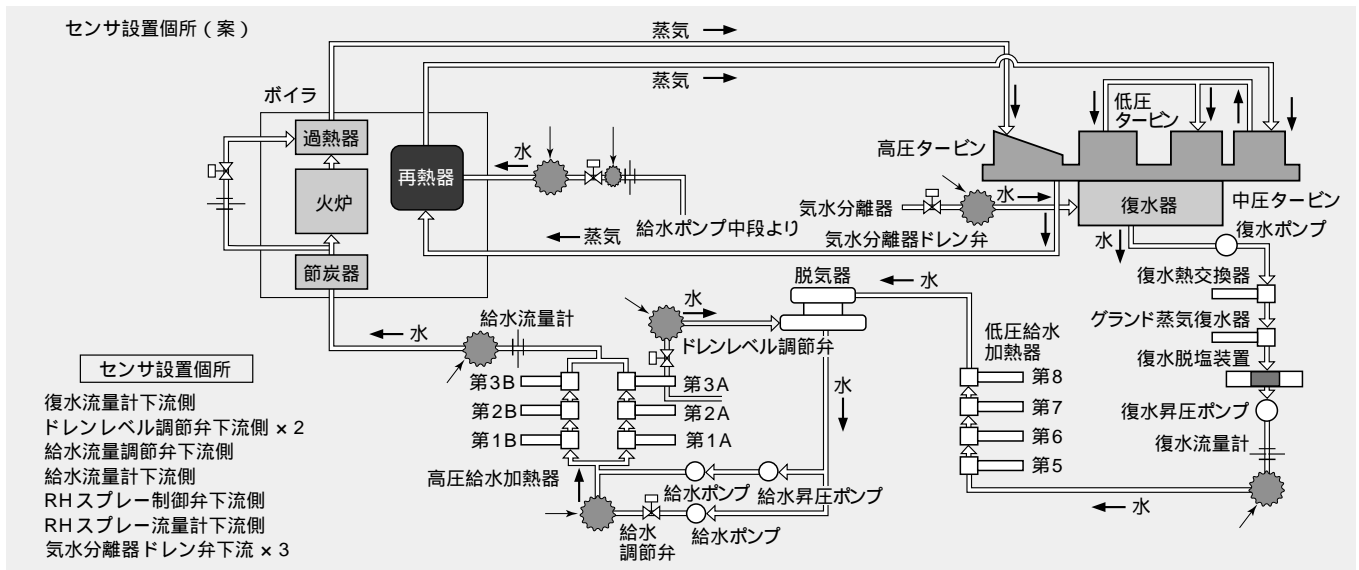 センサ設置個所(案)
蒸気
蒸気
ボイラ
過熱器
火炉
節炭器
再熱器
水
給水ポンプ中段より
蒸気
低圧
タービン
高圧タービン
中圧タービン
復水器
気水分離器
水
気水分離器ドレン弁
水
復水ポンプ
復水熱交換器
グランド蒸気復水器
復水脱塩装置
復水昇圧ポンプ
復水流量計
水
低圧給水
加熱器
第8
第7
第6
第5
水
脱気器
水
ドレンレベル調節弁
水
給水流量計
水
第3B
第3A
第2B
第2A
第1B
第1A
高圧給水加熱器
給水ポンプ
給水昇圧ポンプ
給水
調節弁
給水ポンプ
センサ設置個所
復水流量計下流側
ドレンレベル調節弁下流側×2
給水流量調節弁下流側
給水流量計下流側
RHスプレー制御弁下流側
RHスプレー流量計下流側
気水分離器ドレン弁下流×3